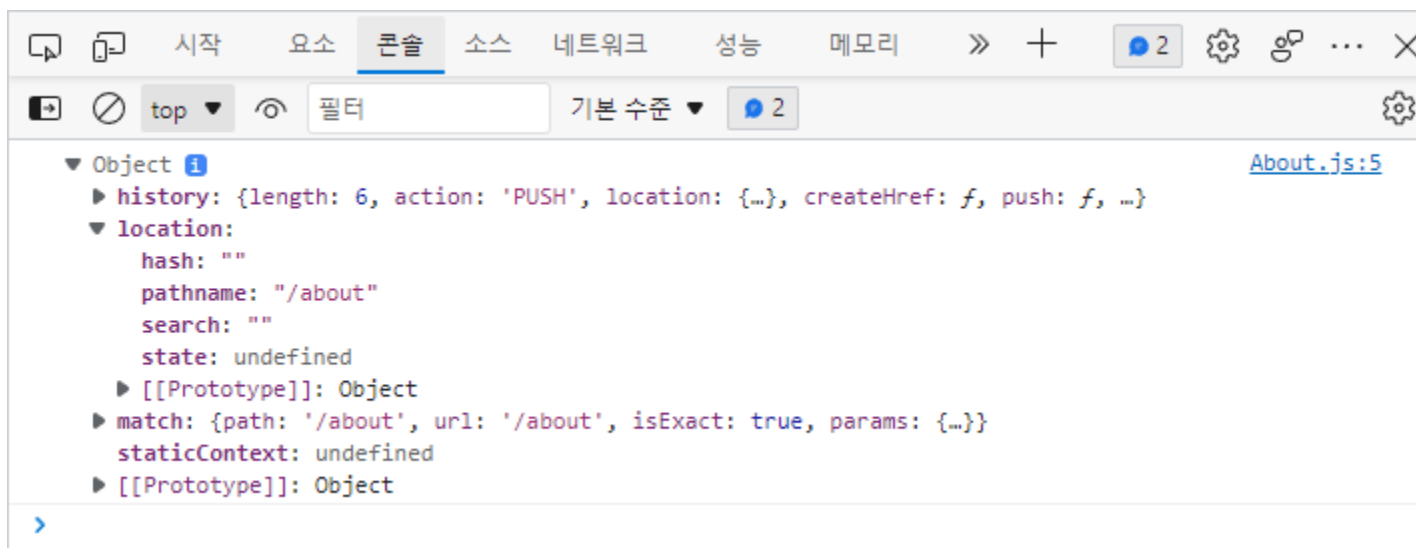 시작 요소 콘솔 소스 네트워크 성능 메모리 » + 2 ... ×
top ▼ 필터 기본 수준 ▼ 2
▼ Object i About.js:5
▶ history: {length: 6, action: 'PUSH', location: {…}, createHref: ƒ, push: ƒ, …}
▼ location:
hash: ""
pathname: "/about"
search: ""
state: undefined
▶ [[Prototype]]: Object
▶ match: {path: '/about', url: '/about', isExact: true, params: {…}}
staticContext: undefined
▶ [[Prototype]]: Object